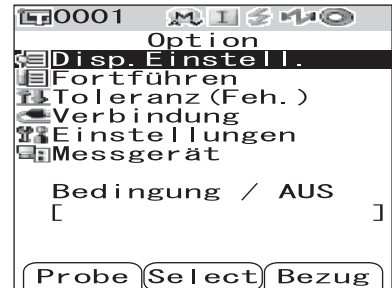 0001 M I
Option
Disp.Einstell.
Fortführen
Toleranz(Feh.)
Verbindung
Einstellungen
Messgerät
Bedingung / AUS
[ ]
Probe Select Bezug